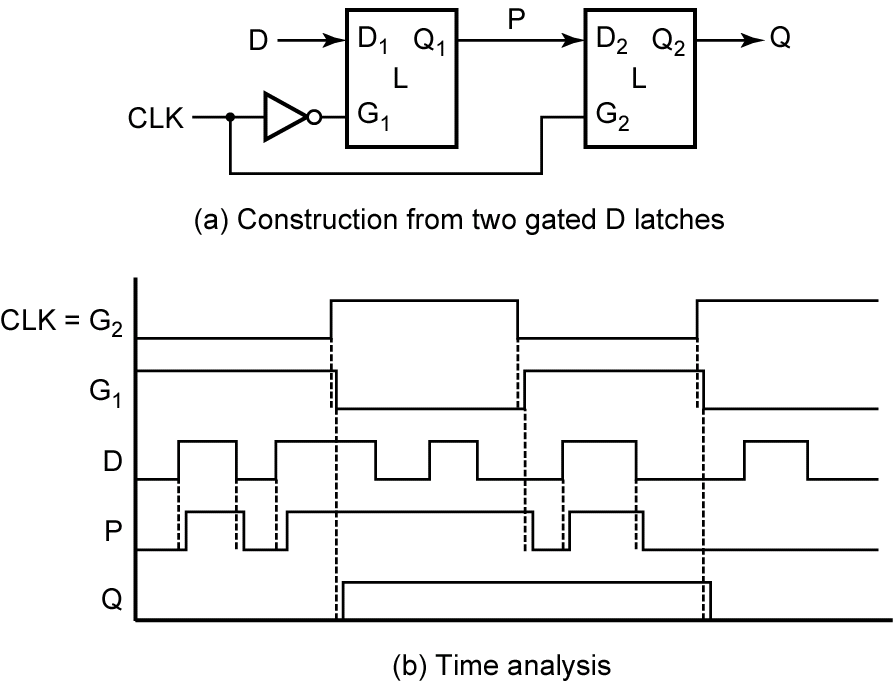 D
D₁ Q₁
P
D₂ Q₂
Q
L
L
CLK
G₁
G₂
(a) Construction from two gated D latches
CLK = G₂
G₁
D
P
Q
(b) Time analysis